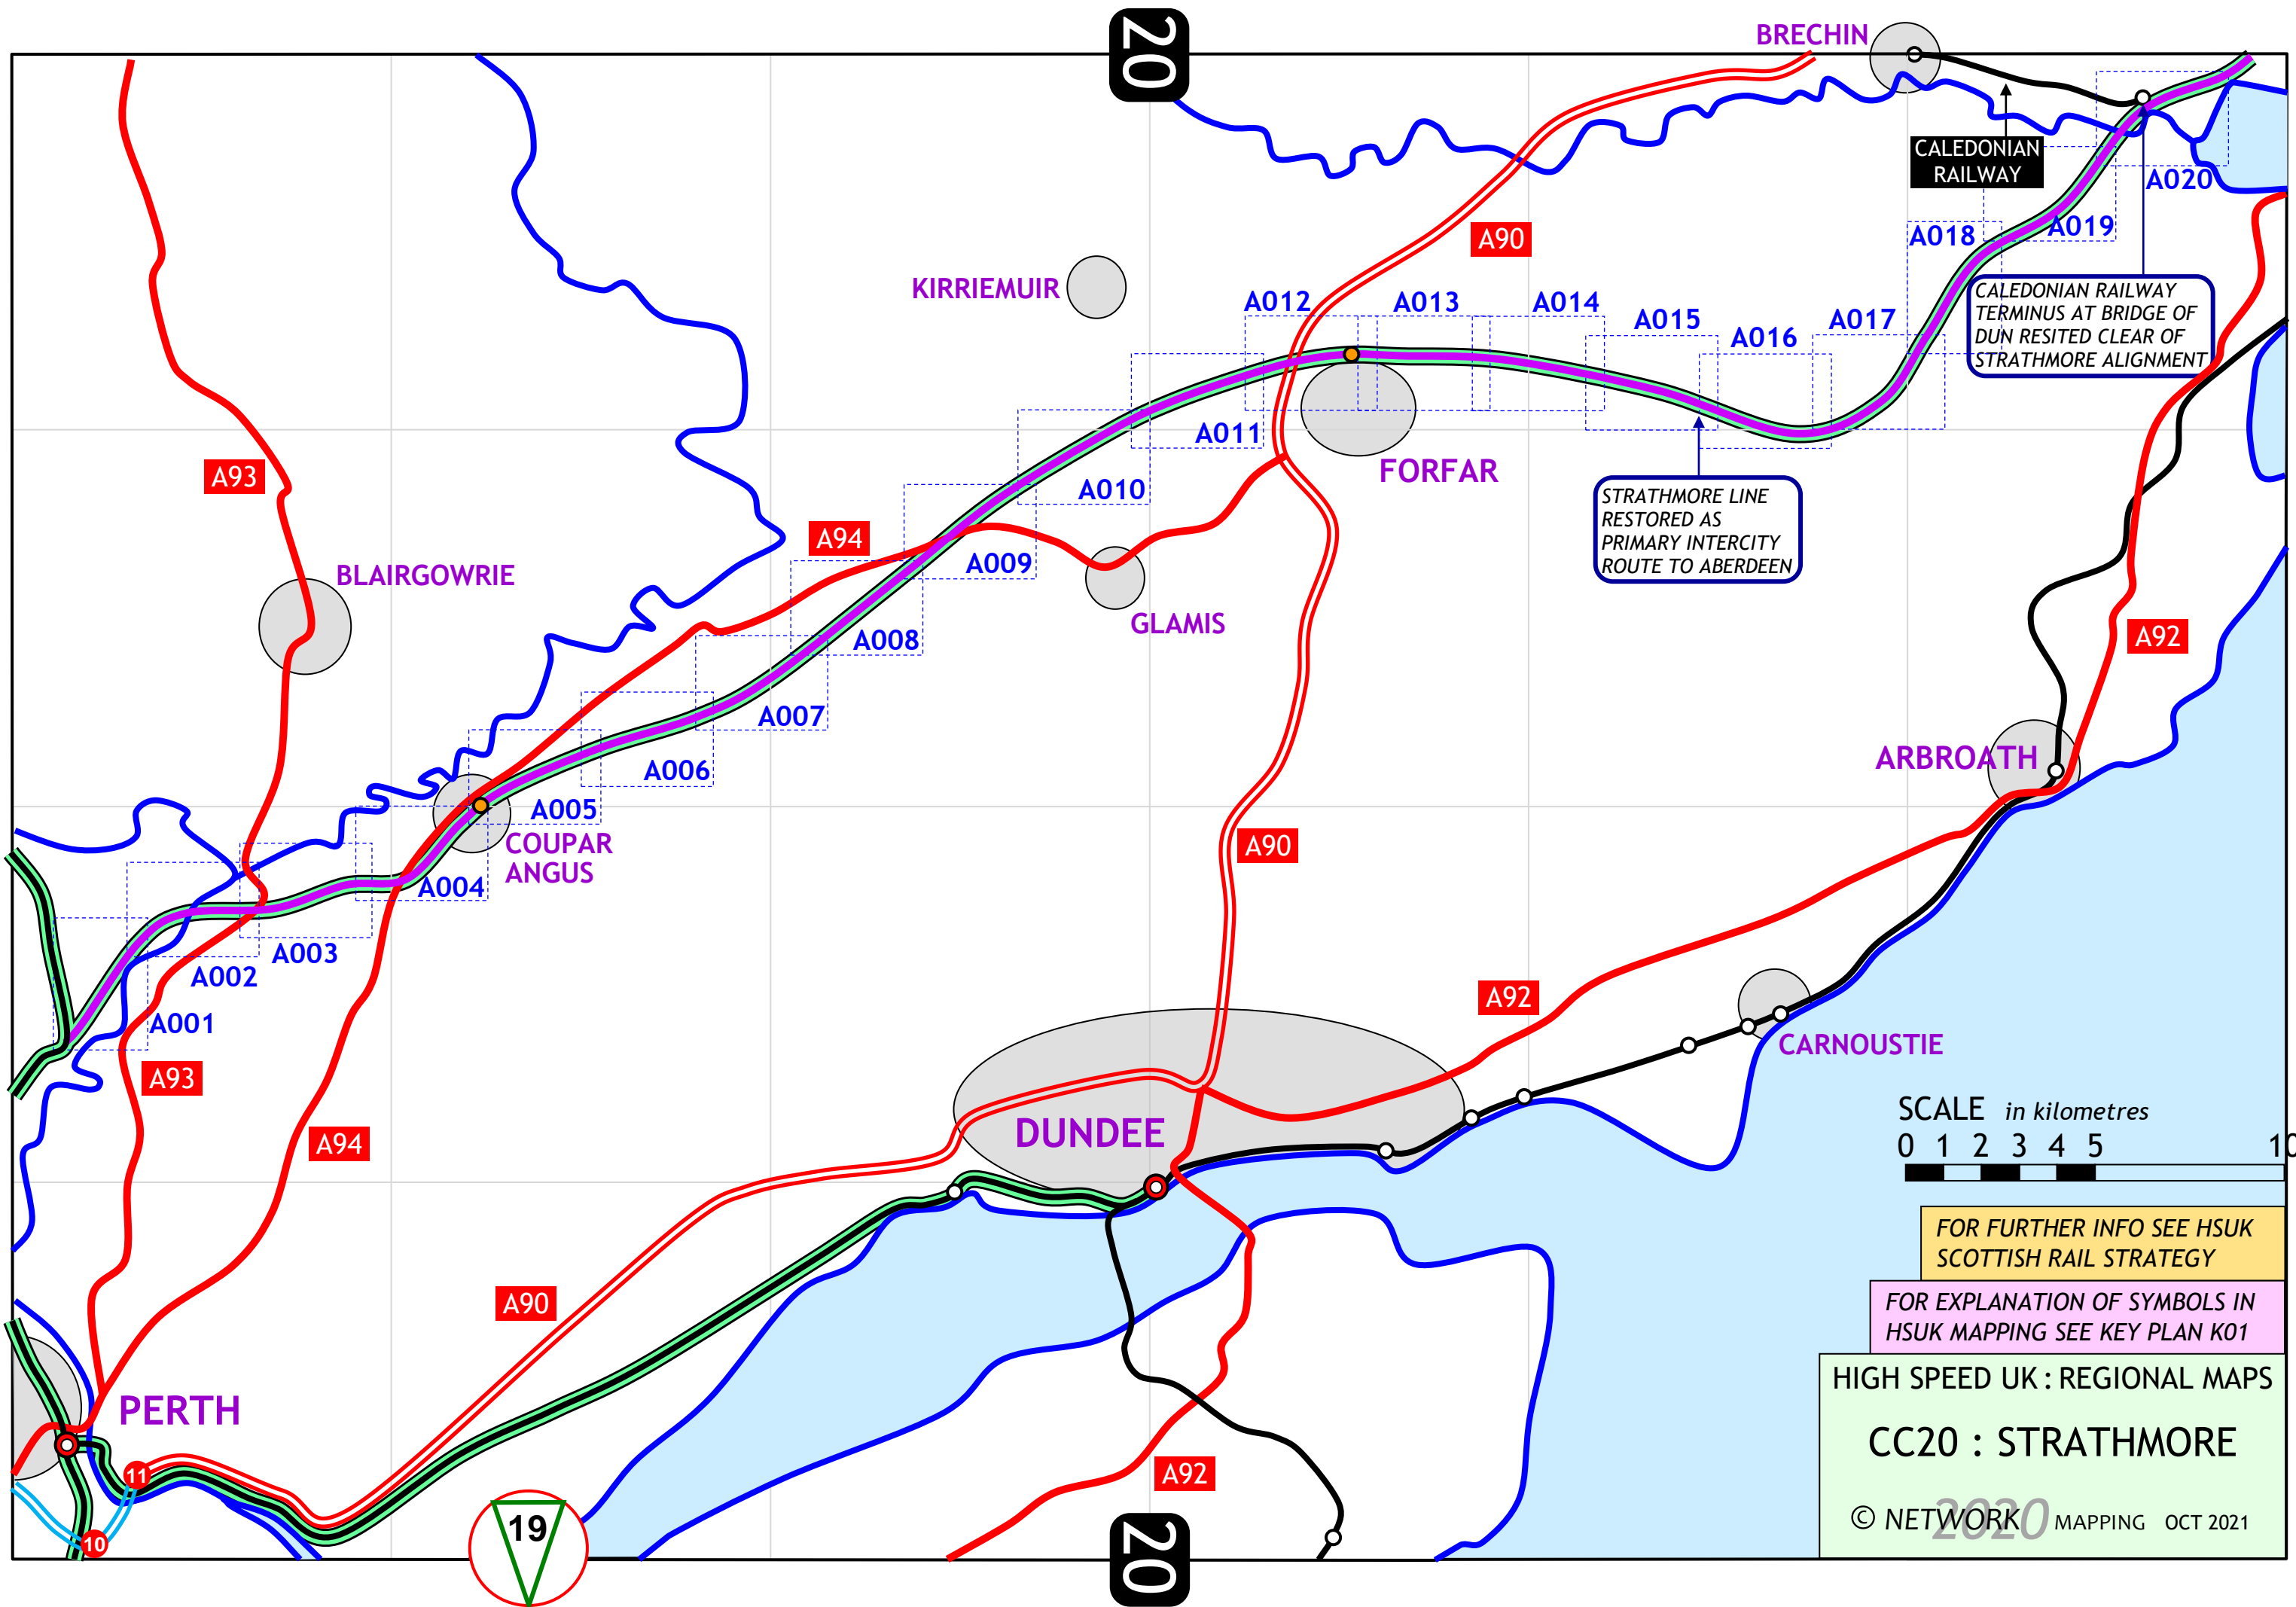 20
BRECHIN
CALEDONIAN
RAILWAY
A020
A019
A018
A90
KIRRIEMUIR
CALEDONIAN RAILWAY
TERMINUS AT BRIDGE OF
DUN RESITED CLEAR OF
STRATHMORE ALIGNMENT
A012
A013
A014
A015
A016
A017
A011
A010
FORFAR
A93
STRATHMORE LINE
RESTORED AS
PRIMARY INTERCITY
ROUTE TO ABERDEEN
A94
A009
BLAIRGOWRIE
GLAMIS
A008
A92
A007
A006
ARBROATH
A005
COUPAR
ANGUS
A90
A004
A003
A002
A001
A92
CARNOUSTIE
A93
DUNDEE
A94
SCALE in kilometres
0 1 2 3 4 5 10
FOR FURTHER INFO SEE HSUK
SCOTTISH RAIL STRATEGY
A90
FOR EXPLANATION OF SYMBOLS IN
HSUK MAPPING SEE KEY PLAN K01
HIGH SPEED UK : REGIONAL MAPS
PERTH
CC20 : STRATHMORE
A92
11
10
19
20
© NETWORK 2020 MAPPING OCT 2021